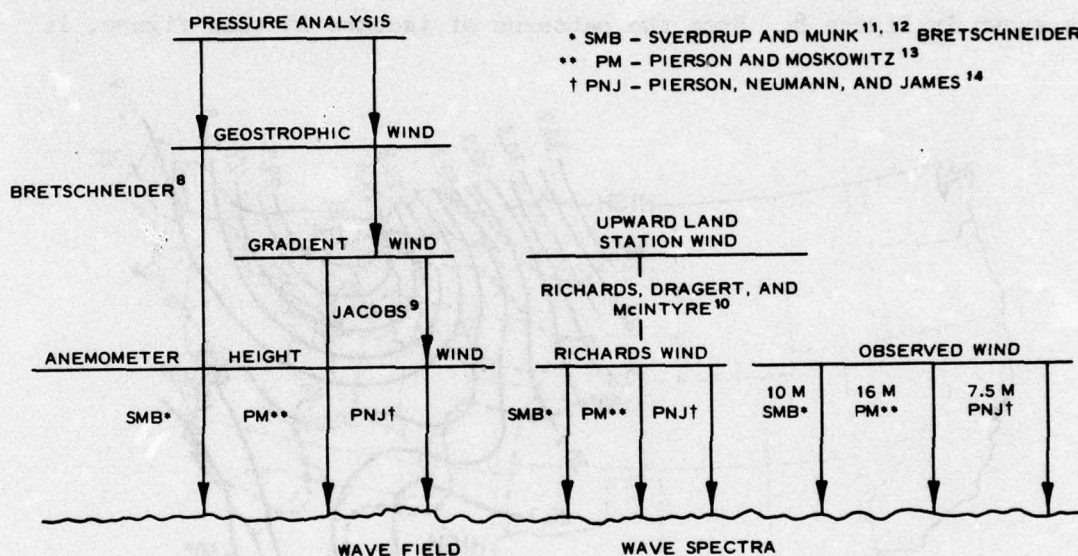 PRESSURE ANALYSIS
* SMB – SVERDRUP AND MUNK 11, 12 BRETSCHNEIDER
** PM – PIERSON AND MOSKOWITZ 13
† PNJ – PIERSON, NEUMANN, AND JAMES 14
GEOSTROPHIC WIND
BRETSCHNEIDER 8
GRADIENT WIND
UPWARD LAND
STATION WIND
JACOBS 9
RICHARDS, DRAGERT, AND
McINTYRE 10
ANEMOMETER HEIGHT WIND
RICHARDS WIND
OBSERVED WIND
SMB* PM** PNJ†
SMB* PM** PNJ†
10 M 16 M 7.5 M
SMB* PM** PNJ†
WAVE FIELD WAVE SPECTRA